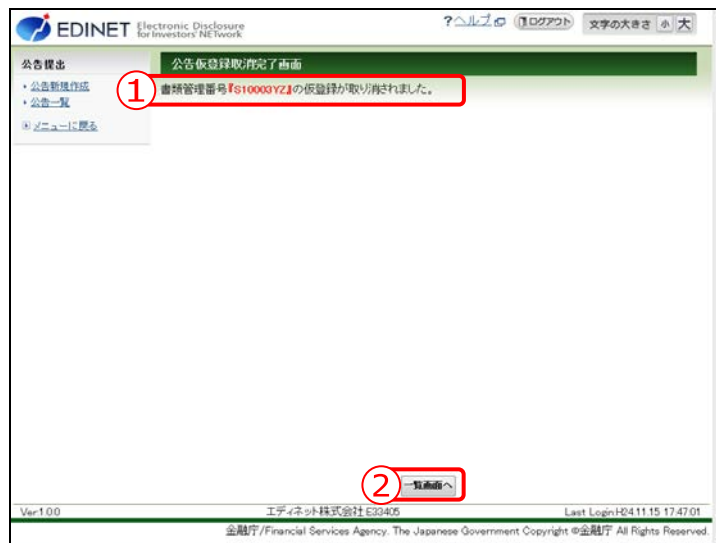 EDINET Electronic Disclosure for Investors' NETwork
?ヘルプ ログアウト 文字の大きさ 小 大
公告提出
公告仮登録取消完了画面
公告新規作成
公告一覧
メニューに戻る
① 書類管理番号『S10003YZ』の仮登録が取り消されました。
② 一覧画面へ
Ver1.00 エディネット株式会社 E33405 Last Login:H24.11.15 17.47.01
金融庁/Financial Services Agency. The Japanese Government Copyright ©金融庁 All Rights Reserved.